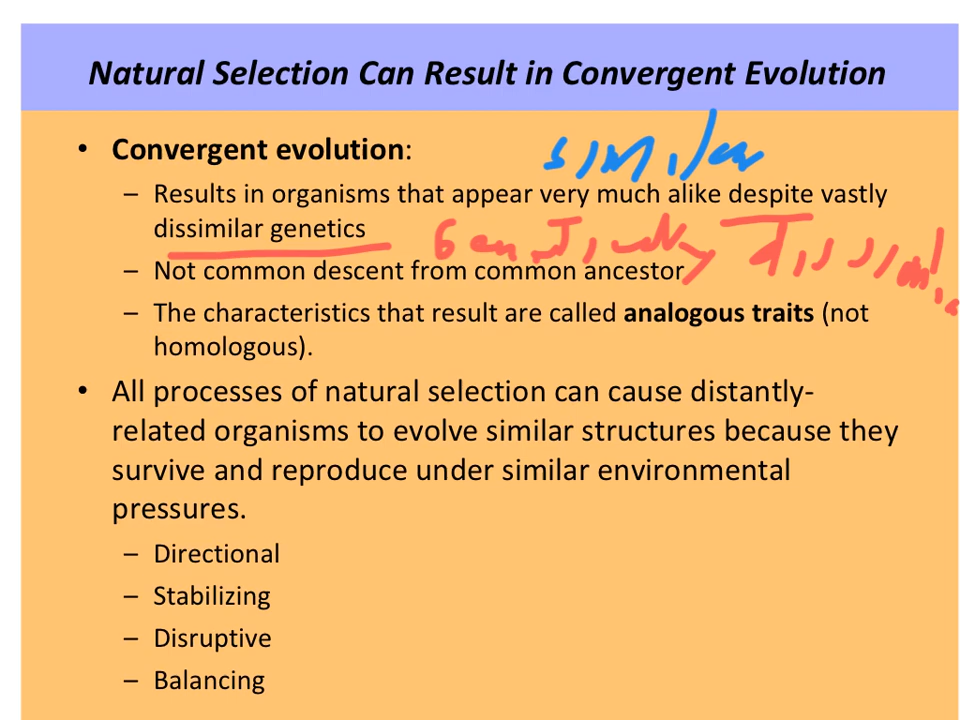 Natural Selection Can Result in Convergent Evolution
• Convergent evolution:
similar
– Results in organisms that appear very much alike despite vastly
dissimilar genetics
Genetically dissimilar
– Not common descent from common ancestor
– The characteristics that result are called analogous traits (not
homologous).
• All processes of natural selection can cause distantly-
related organisms to evolve similar structures because they
survive and reproduce under similar environmental
pressures.
– Directional
– Stabilizing
– Disruptive
– Balancing